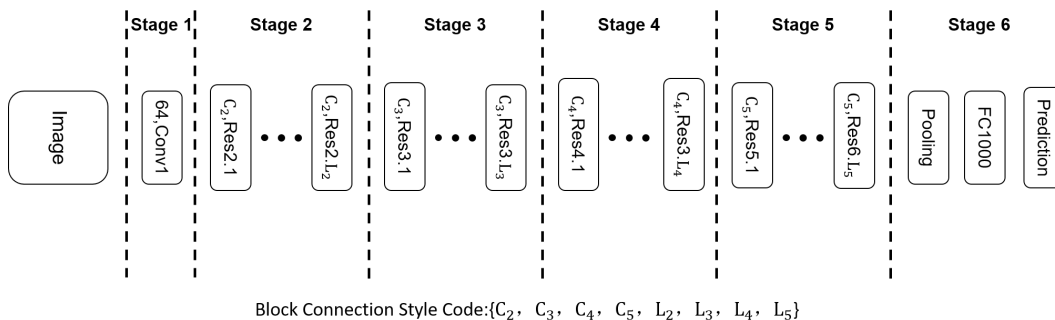 Stage 1
Stage 2
Stage 3
Stage 4
Stage 5
Stage 6
Image
64,Conv1
C₂,Res2.1
C₂,Res2.L₂
C₃,Res3.1
C₃,Res3.L₃
C₄,Res4.1
C₄,Res3.L₄
C₅,Res5.1
C₅,Res6.L₅
Pooling
FC1000
Prediction
Block Connection Style Code:{C₂, C₃, C₄, C₅, L₂, L₃, L₄, L₅}